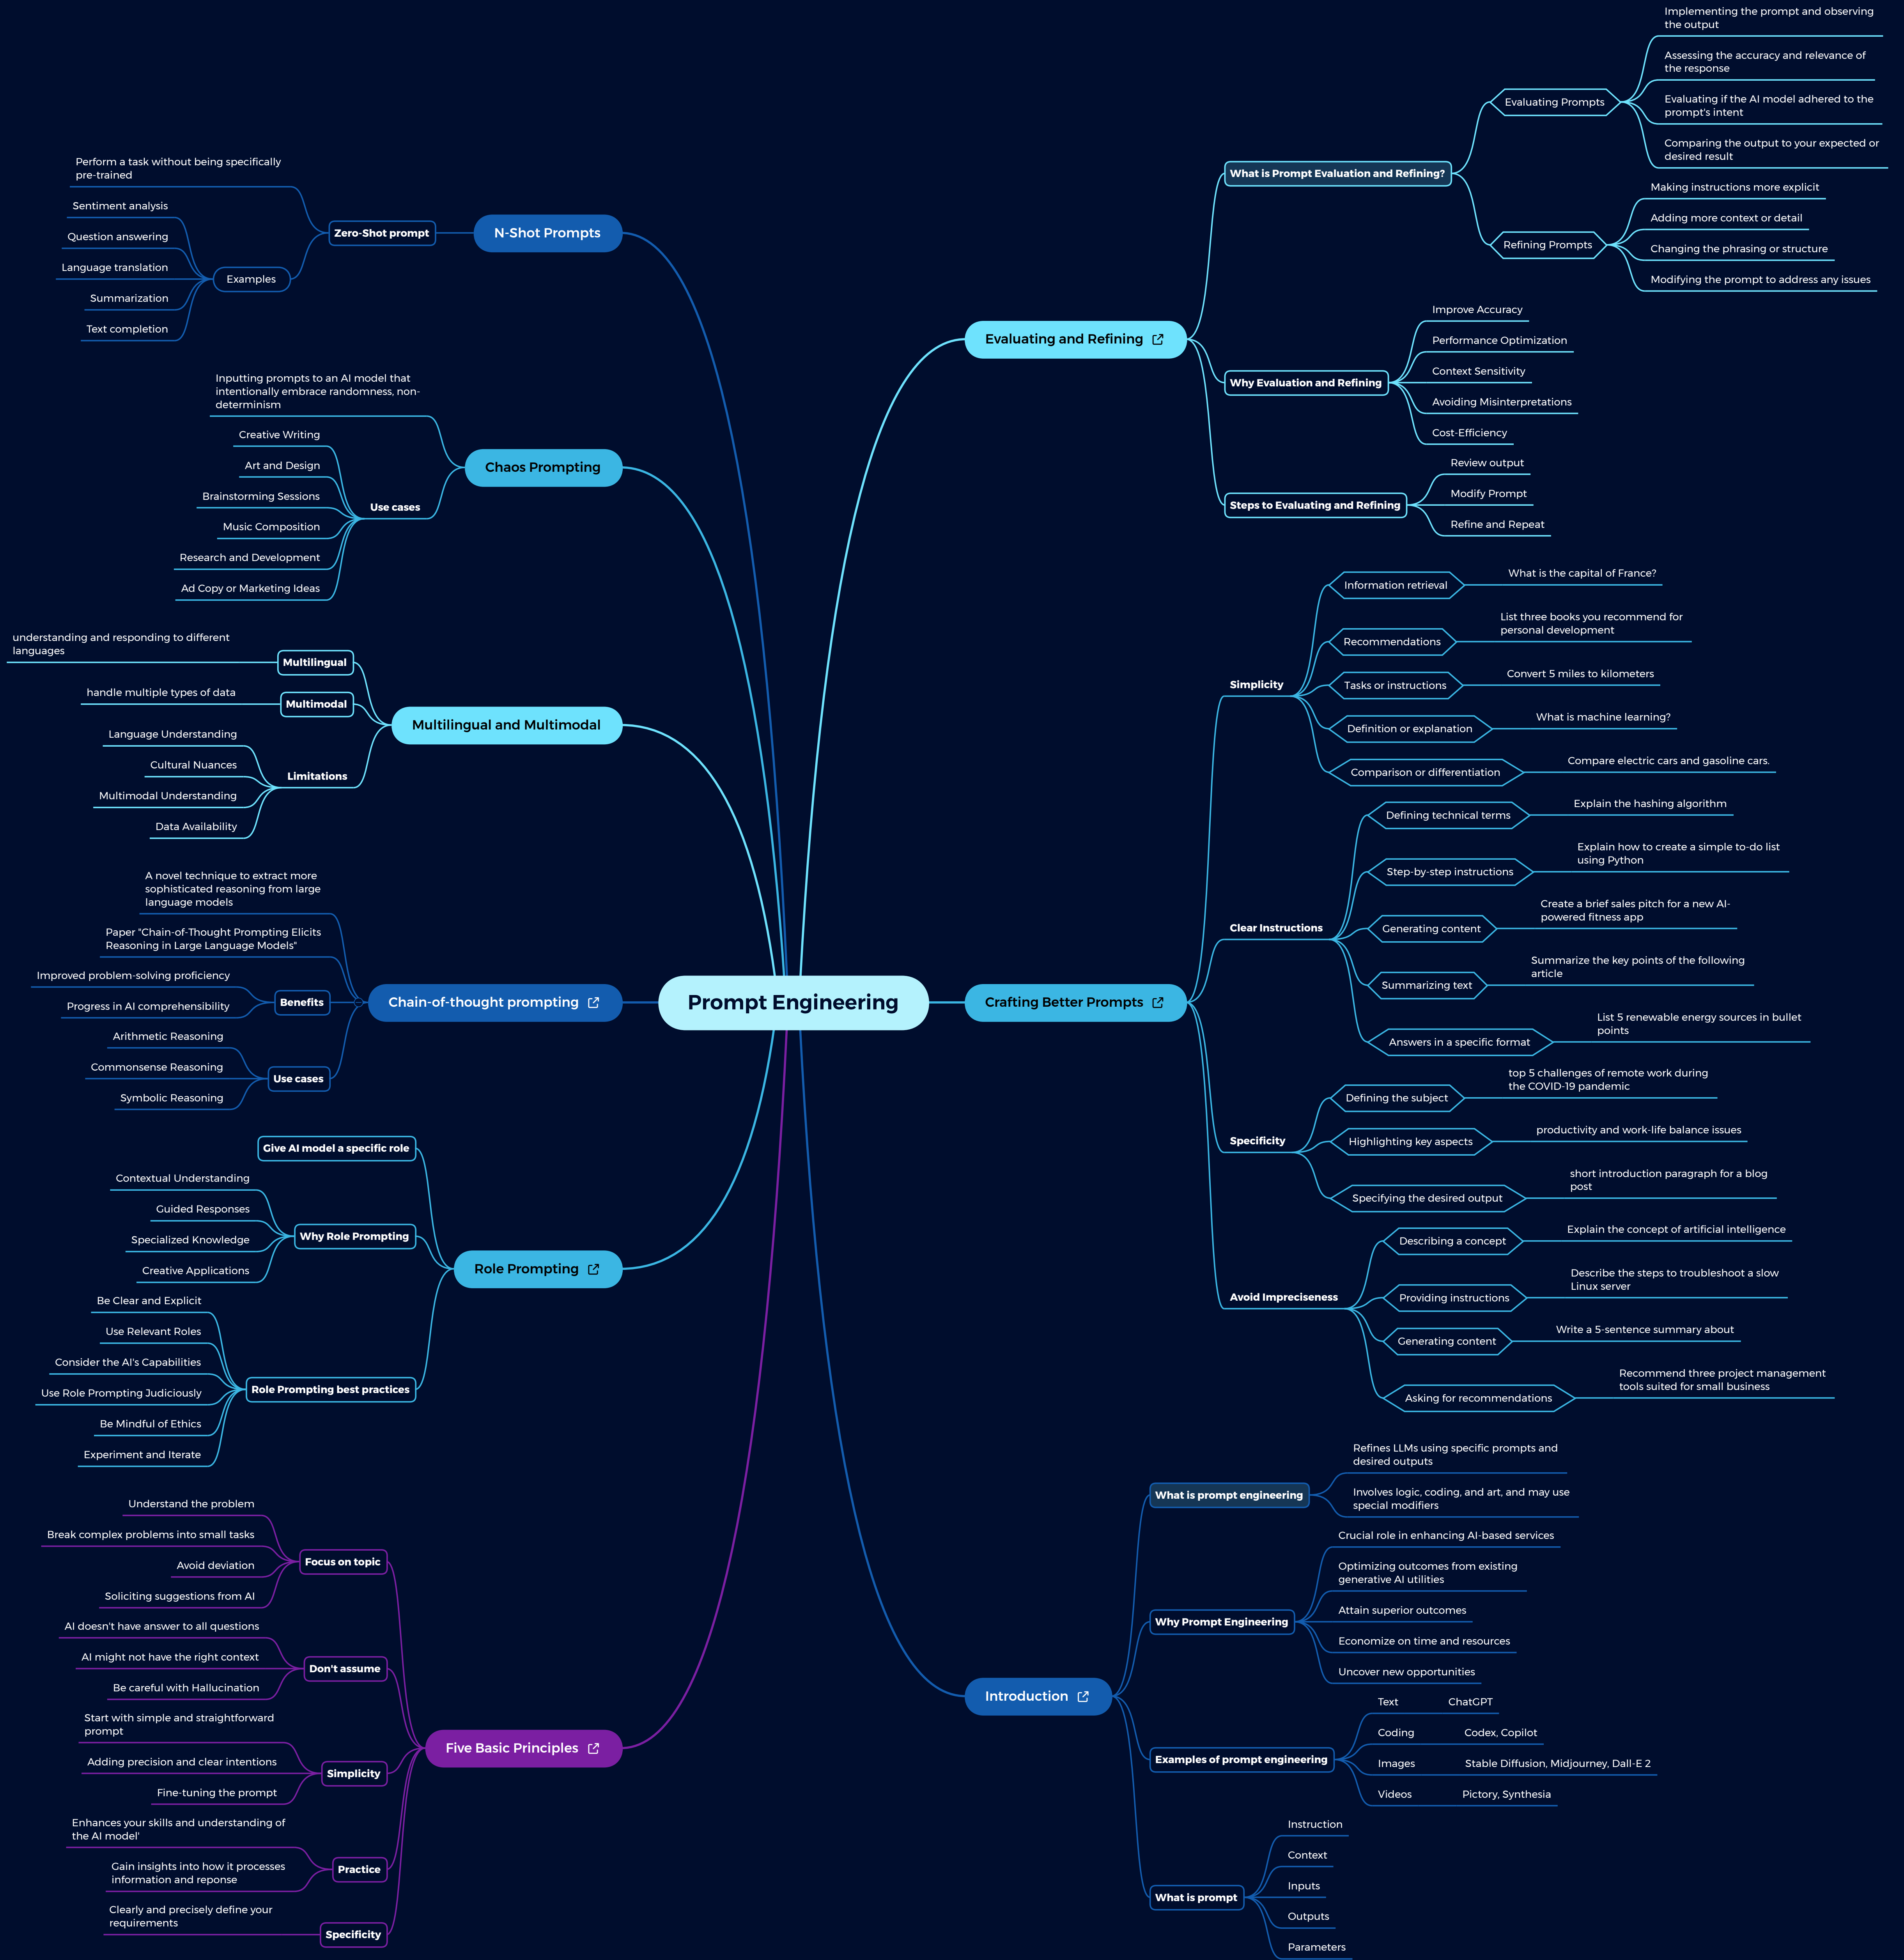 Prompt Engineering
N-Shot Prompts
Zero-Shot prompt
Perform a task without being specifically
pre-trained
Examples
Sentiment analysis
Question answering
Language translation
Summarization
Text completion
Chaos Prompting
Inputting prompts to an AI model that
intentionally embrace randomness, non-
determinism
Use cases
Creative Writing
Art and Design
Brainstorming Sessions
Music Composition
Research and Development
Ad Copy or Marketing Ideas
Multilingual and Multimodal
Multilingual
understanding and responding to different
languages
Multimodal
handle multiple types of data
Limitations
Language Understanding
Cultural Nuances
Multimodal Understanding
Data Availability
Chain-of-thought prompting
A novel technique to extract more
sophisticated reasoning from large
language models
Paper "Chain-of-Thought Prompting Elicits
Reasoning in Large Language Models"
Benefits
Improved problem-solving proficiency
Progress in AI comprehensibility
Use cases
Arithmetic Reasoning
Commonsense Reasoning
Symbolic Reasoning
Role Prompting
Give AI model a specific role
Why Role Prompting
Contextual Understanding
Guided Responses
Specialized Knowledge
Creative Applications
Role Prompting best practices
Be Clear and Explicit
Use Relevant Roles
Consider the AI's Capabilities
Use Role Prompting Judiciously
Be Mindful of Ethics
Experiment and Iterate
Five Basic Principles
Focus on topic
Understand the problem
Break complex problems into small tasks
Avoid deviation
Soliciting suggestions from AI
Don't assume
AI doesn't have answer to all questions
AI might not have the right context
Be careful with Hallucination
Simplicity
Start with simple and straightforward
prompt
Adding precision and clear intentions
Fine-tuning the prompt
Practice
Enhances your skills and understanding of
the AI model'
Gain insights into how it processes
information and reponse
Specificity
Clearly and precisely define your
requirements
Evaluating and Refining
What is Prompt Evaluation and Refining?
Evaluating Prompts
Implementing the prompt and observing
the output
Assessing the accuracy and relevance of
the response
Evaluating if the AI model adhered to the
prompt's intent
Comparing the output to your expected or
desired result
Refining Prompts
Making instructions more explicit
Adding more context or detail
Changing the phrasing or structure
Modifying the prompt to address any issues
Why Evaluation and Refining
Improve Accuracy
Performance Optimization
Context Sensitivity
Avoiding Misinterpretations
Cost-Efficiency
Steps to Evaluating and Refining
Review output
Modify Prompt
Refine and Repeat
Crafting Better Prompts
Simplicity
Information retrieval
What is the capital of France?
Recommendations
List three books you recommend for
personal development
Tasks or instructions
Convert 5 miles to kilometers
Definition or explanation
What is machine learning?
Comparison or differentiation
Compare electric cars and gasoline cars.
Clear Instructions
Defining technical terms
Explain the hashing algorithm
Step-by-step instructions
Explain how to create a simple to-do list
using Python
Generating content
Create a brief sales pitch for a new AI-
powered fitness app
Summarizing text
Summarize the key points of the following
article
Answers in a specific format
List 5 renewable energy sources in bullet
points
Specificity
Defining the subject
top 5 challenges of remote work during
the COVID-19 pandemic
Highlighting key aspects
productivity and work-life balance issues
Specifying the desired output
short introduction paragraph for a blog
post
Avoid Impreciseness
Describing a concept
Explain the concept of artificial intelligence
Providing instructions
Describe the steps to troubleshoot a slow
Linux server
Generating content
Write a 5-sentence summary about
Asking for recommendations
Recommend three project management
tools suited for small business
Introduction
What is prompt engineering
Refines LLMs using specific prompts and
desired outputs
Involves logic, coding, and art, and may use
special modifiers
Why Prompt Engineering
Crucial role in enhancing AI-based services
Optimizing outcomes from existing
generative AI utilities
Attain superior outcomes
Economize on time and resources
Uncover new opportunities
Examples of prompt engineering
Text ChatGPT
Coding Codex, Copilot
Images Stable Diffusion, Midjourney, Dall-E 2
Videos Pictory, Synthesia
What is prompt
Instruction
Context
Inputs
Outputs
Parameters